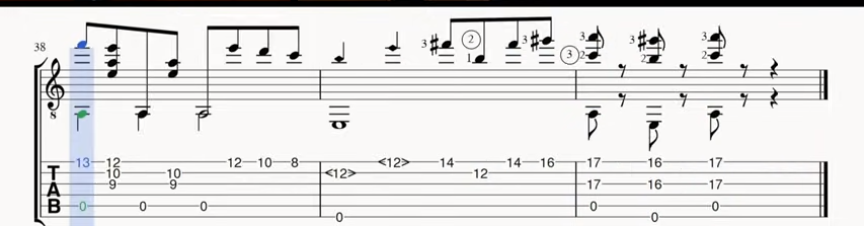 38
3 2 1 3 3 3 3
3 2 2 2
8
13 12 12 10 8 <12> 14 14 16 17 16 17
T 10 10 <12> 12
A 9 9 17 16 17
B 0 0 0 0 0
0 0